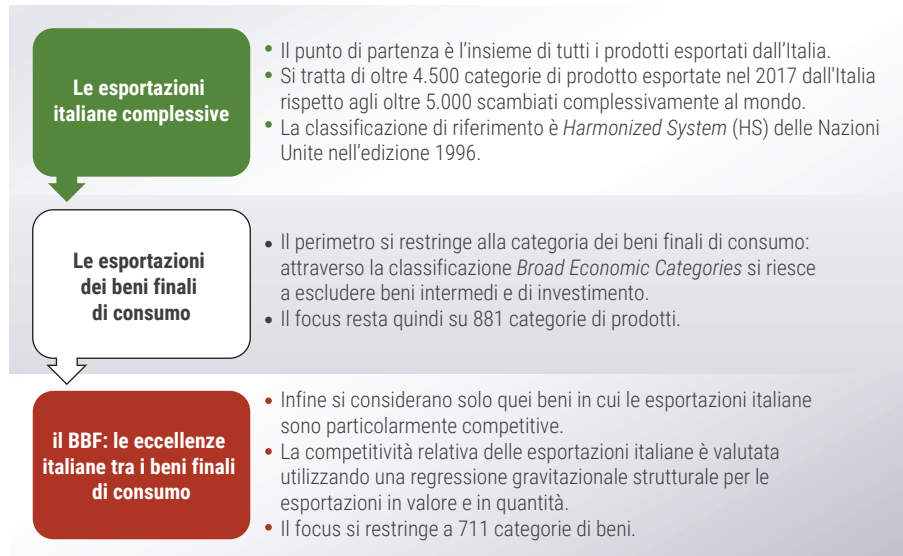 Le esportazioni
italiane complessive
• Il punto di partenza è l’insieme di tutti i prodotti esportati dall’Italia.
• Si tratta di oltre 4.500 categorie di prodotto esportate nel 2017 dall'Italia
rispetto agli oltre 5.000 scambiati complessivamente al mondo.
• La classificazione di riferimento è Harmonized System (HS) delle Nazioni
Unite nell’edizione 1996.
Le esportazioni
dei beni finali
di consumo
• Il perimetro si restringe alla categoria dei beni finali di consumo:
attraverso la classificazione Broad Economic Categories si riesce
a escludere beni intermedi e di investimento.
• Il focus resta quindi su 881 categorie di prodotti.
il BBF: le eccellenze
italiane tra i beni finali
di consumo
• Infine si considerano solo quei beni in cui le esportazioni italiane
sono particolarmente competitive.
• La competitività relativa delle esportazioni italiane è valutata
utilizzando una regressione gravitazionale strutturale per le
esportazioni in valore e in quantità.
• Il focus si restringe a 711 categorie di beni.